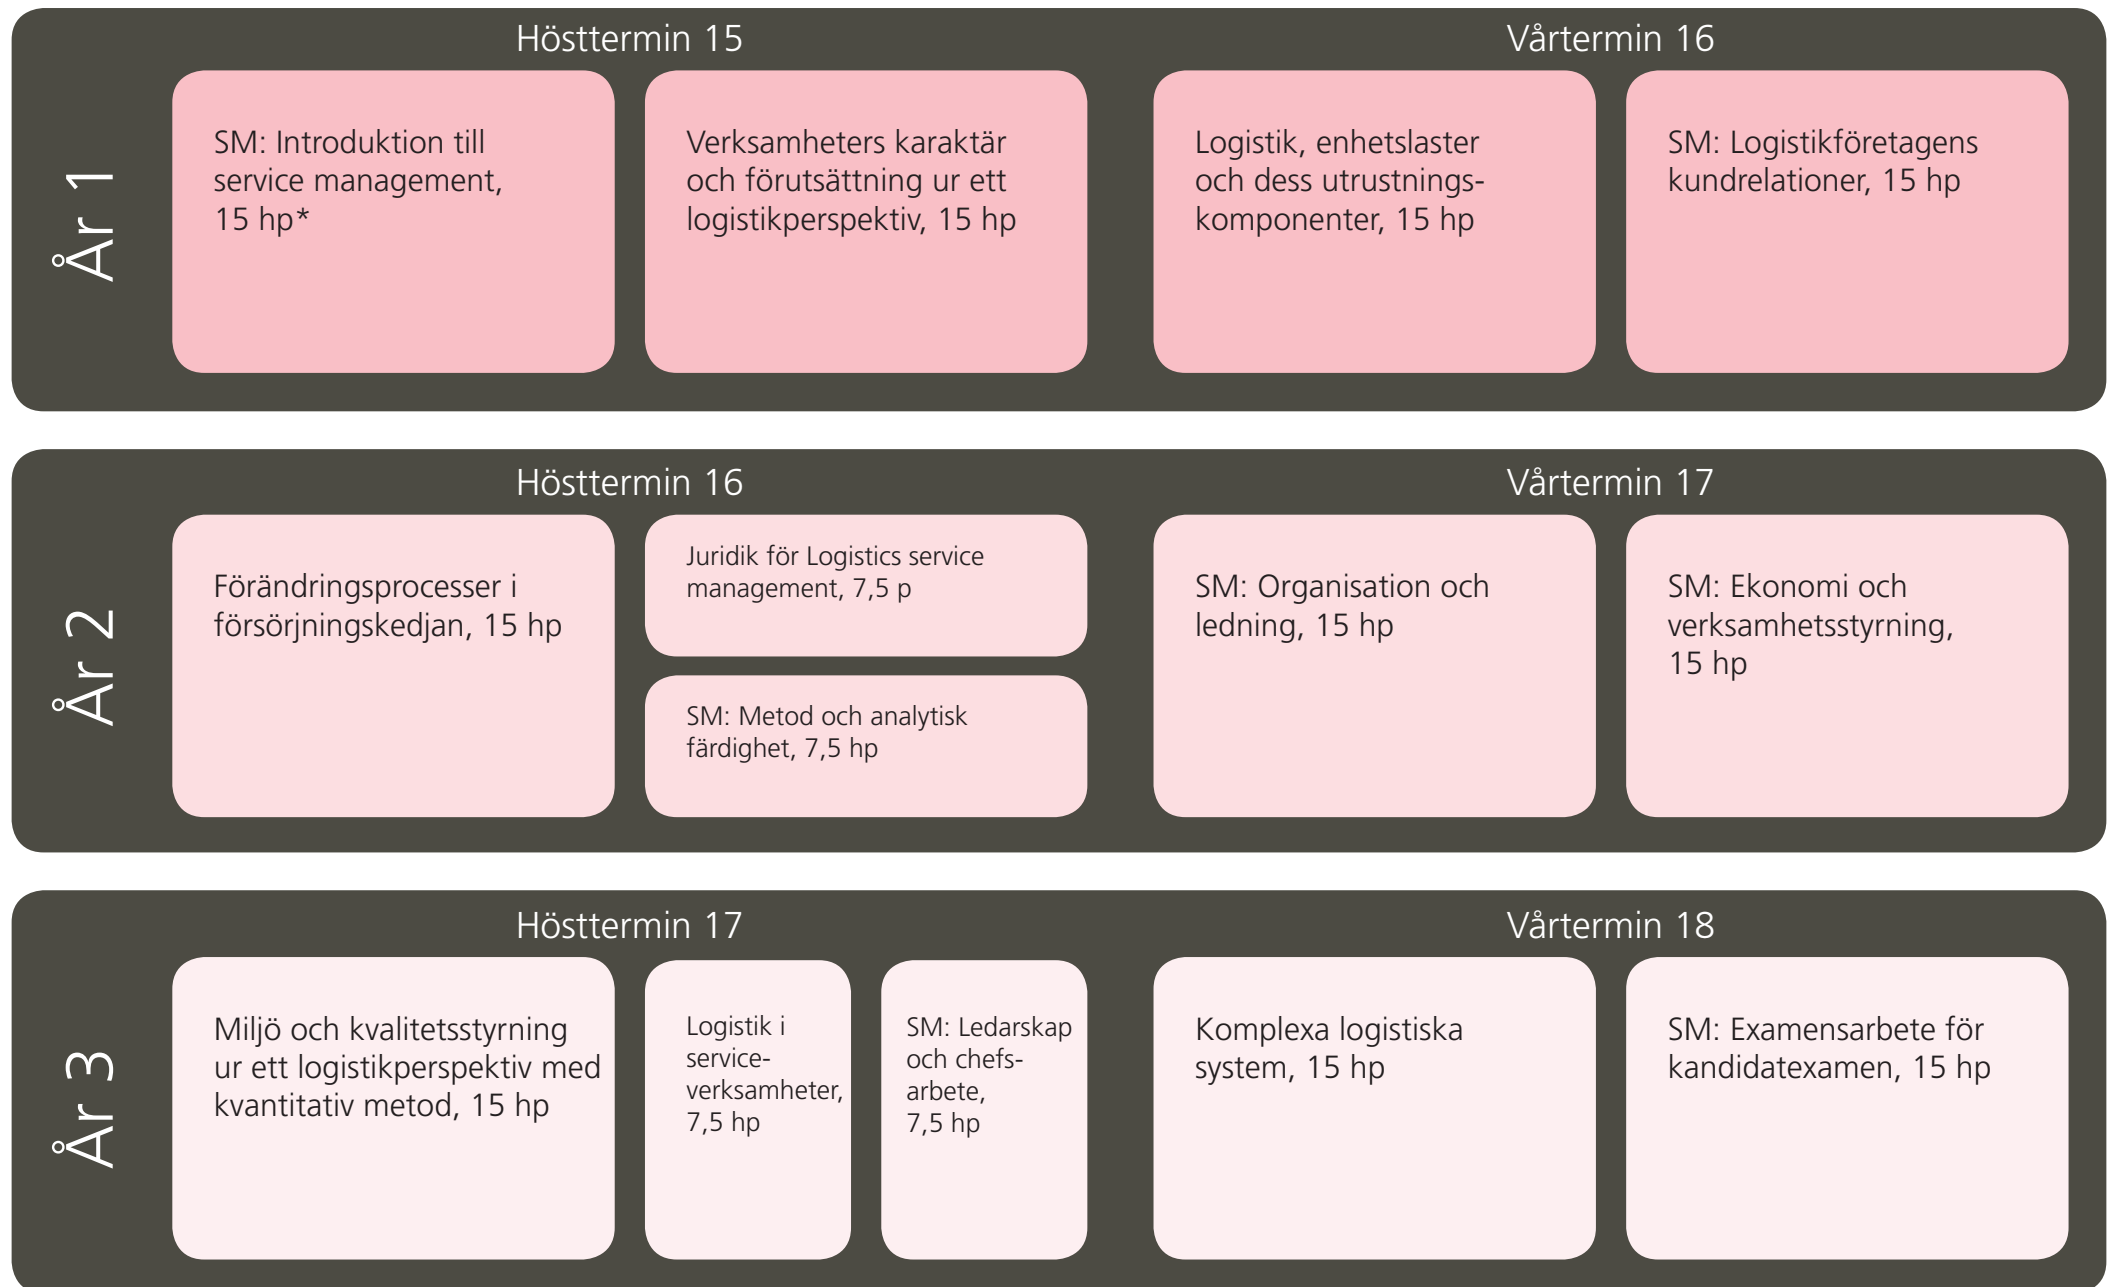 År 1
Hösttermin 15
SM: Introduktion till
service management,
15 hp*
Verksamheters karaktär
och förutsättning ur ett
logistikperspektiv, 15 hp
Vårtermin 16
Logistik, enhetslaster
och dess utrustnings-
komponenter, 15 hp
SM: Logistikföretagens
kundrelationer, 15 hp
År 2
Hösttermin 16
Förändringsprocesser i
försörjningskedjan, 15 hp
Juridik för Logistics service
management, 7,5 p
SM: Metod och analytisk
färdighet, 7,5 hp
Vårtermin 17
SM: Organisation och
ledning, 15 hp
SM: Ekonomi och
verksamhetsstyrning,
15 hp
År 3
Hösttermin 17
Miljö och kvalitetsstyrning
ur ett logistikperspektiv med
kvantitativ metod, 15 hp
Logistik i
service-
verksamheter,
7,5 hp
SM: Ledarskap
och chefs-
arbete,
7,5 hp
Vårtermin 18
Komplexa logistiska
system, 15 hp
SM: Examensarbete för
kandidatexamen, 15 hp